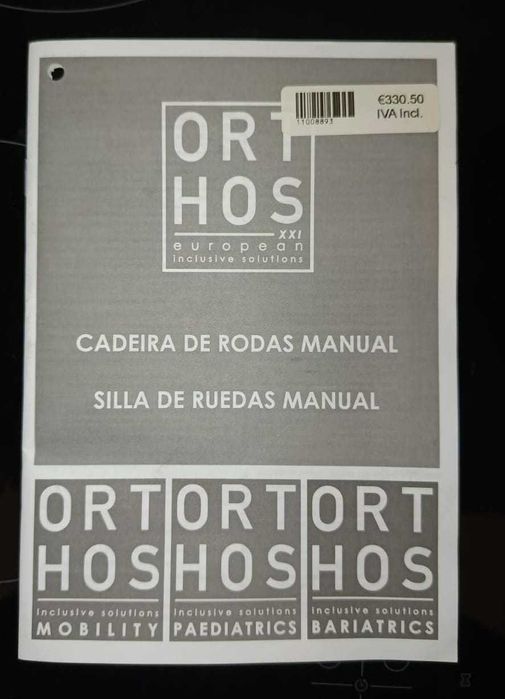 €330.50
IVA Incl.
11008893
ORT
HOS
XXI
european
inclusive solutions
CADEIRA DE RODAS MANUAL
SILLA DE RUEDAS MANUAL
ORT
HOS
inclusive solutions
MOBILITY
ORT
HOS
inclusive solutions
PAEDIATRICS
ORT
HOS
inclusive solutions
BARIATRICS